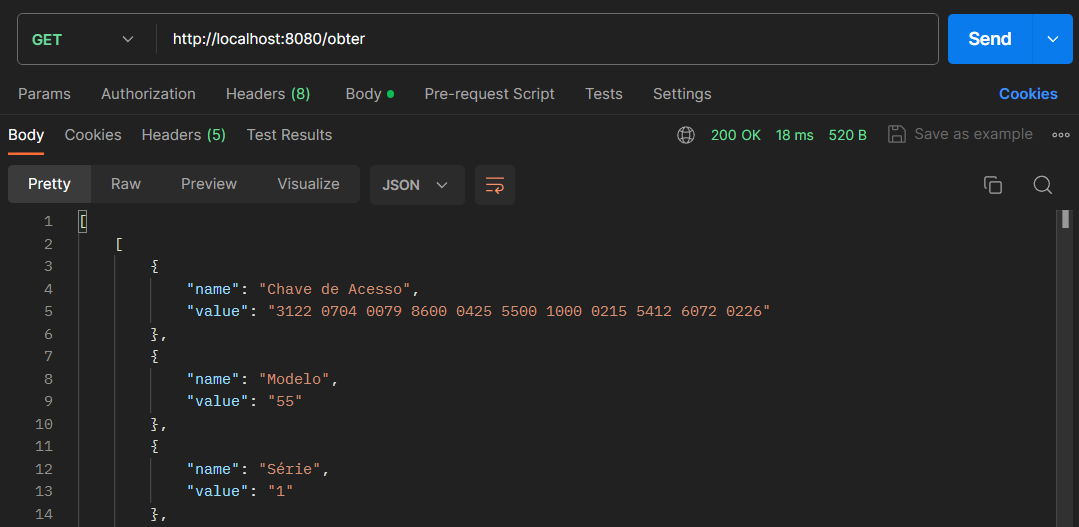 GET http://localhost:8080/obter Send
Params Authorization Headers (8) Body Pre-request Script Tests Settings Cookies
Body Cookies Headers (5) Test Results 200 OK 18 ms 520 B Save as example
Pretty Raw Preview Visualize JSON
1 [
2 [
3 {
4 "name": "Chave de Acesso",
5 "value": "3122 0704 0079 8600 0425 5500 1000 0215 5412 6072 0226"
6 },
7 {
8 "name": "Modelo",
9 "value": "55"
10 },
11 {
12 "name": "Série",
13 "value": "1"
14 },